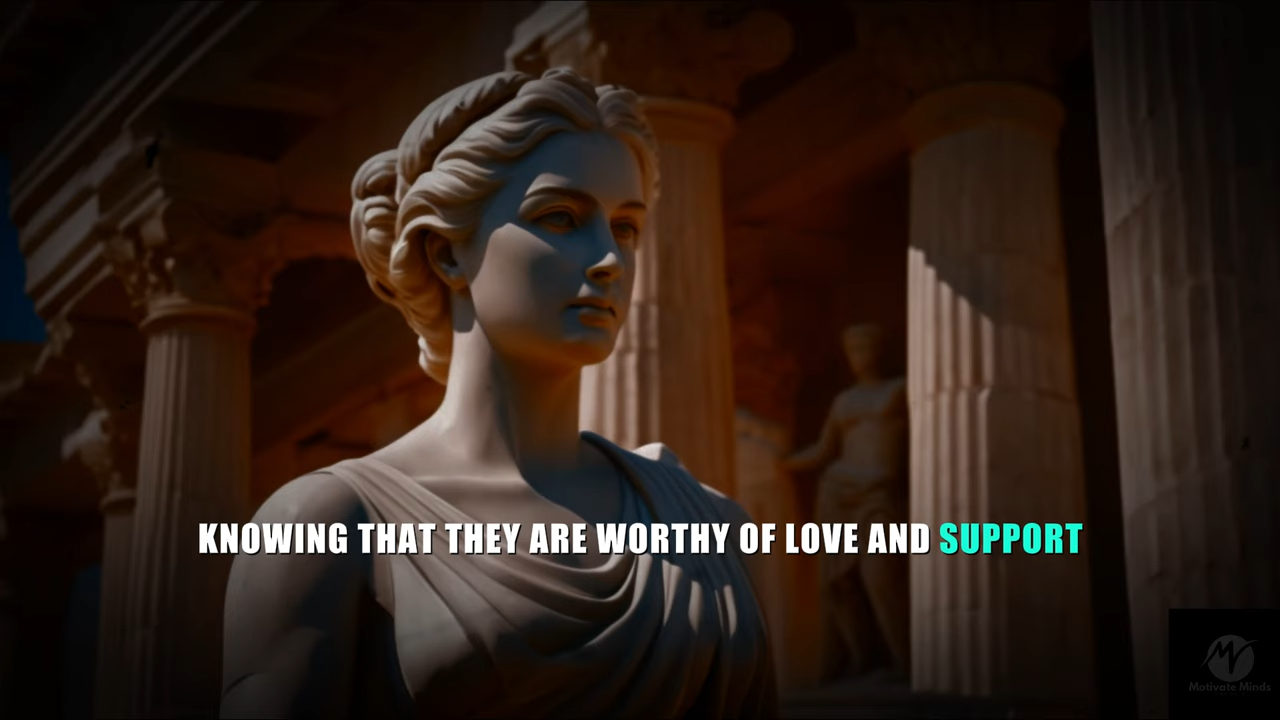 KNOWING THAT THEY ARE WORTHY OF LOVE AND SUPPORT
Motivate Minds